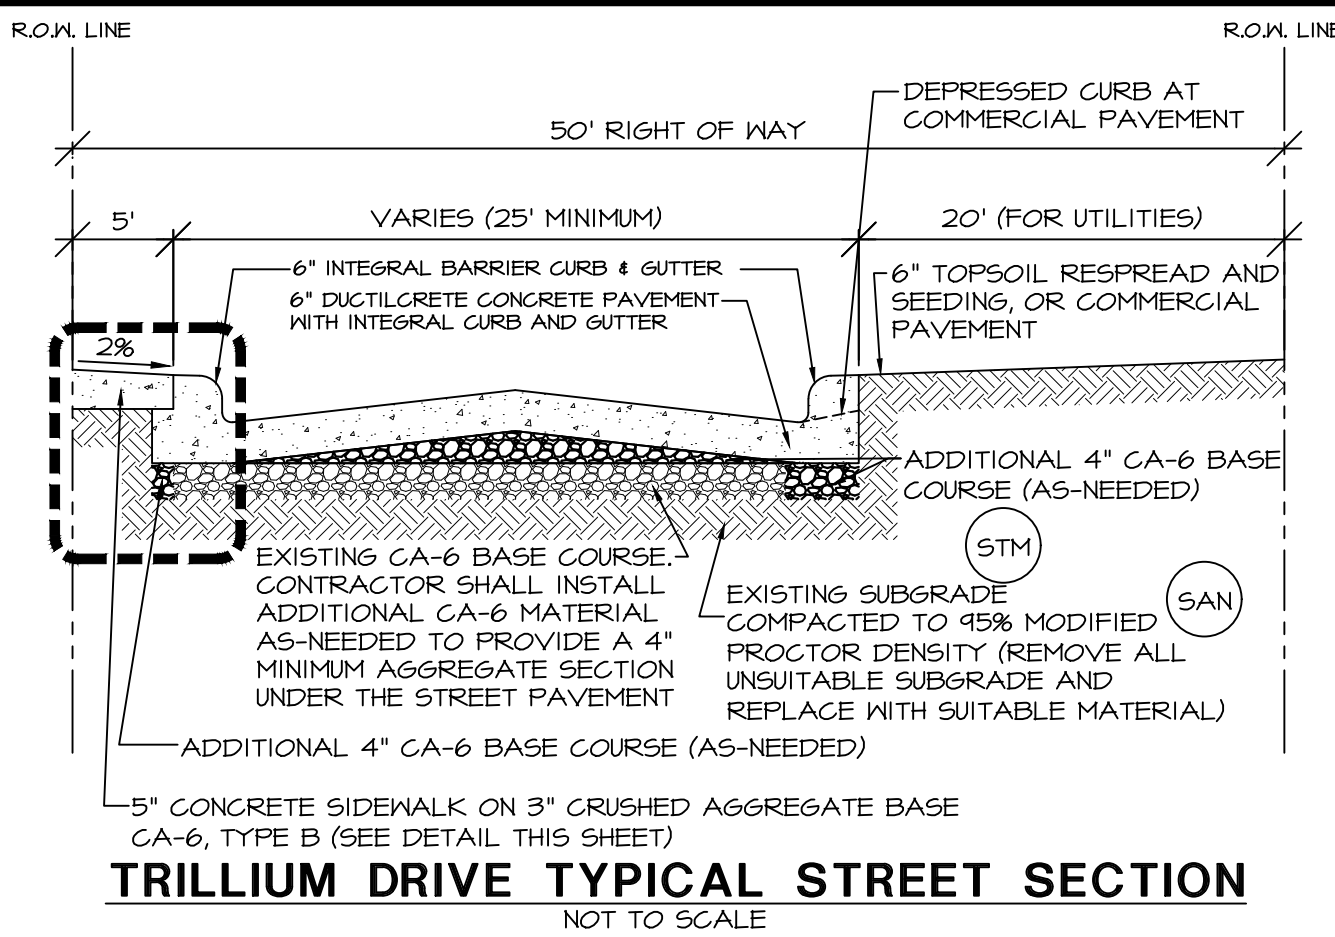 R.O.W. LINE
R.O.W. LINE
DEPRESSED CURB AT
COMMERCIAL PAVEMENT
50' RIGHT OF WAY
5'
VARIES (25' MINIMUM)
20' (FOR UTILITIES)
6" INTEGRAL BARRIER CURB & GUTTER
6" DUCTILCRETE CONCRETE PAVEMENT
WITH INTEGRAL CURB AND GUTTER
6" TOPSOIL RESPREAD AND
SEEDING, OR COMMERCIAL
PAVEMENT
2%
ADDITIONAL 4" CA-6 BASE
COURSE (AS-NEEDED)
STM
SAN
EXISTING CA-6 BASE COURSE.
CONTRACTOR SHALL INSTALL
ADDITIONAL CA-6 MATERIAL
AS-NEEDED TO PROVIDE A 4"
MINIMUM AGGREGATE SECTION
UNDER THE STREET PAVEMENT
EXISTING SUBGRADE
COMPACTED TO 95% MODIFIED
PROCTOR DENSITY (REMOVE ALL
UNSUITABLE SUBGRADE AND
REPLACE WITH SUITABLE MATERIAL)
ADDITIONAL 4" CA-6 BASE COURSE (AS-NEEDED)
5" CONCRETE SIDEWALK ON 3" CRUSHED AGGREGATE BASE
CA-6, TYPE B (SEE DETAIL THIS SHEET)
TRILLIUM DRIVE TYPICAL STREET SECTION
NOT TO SCALE